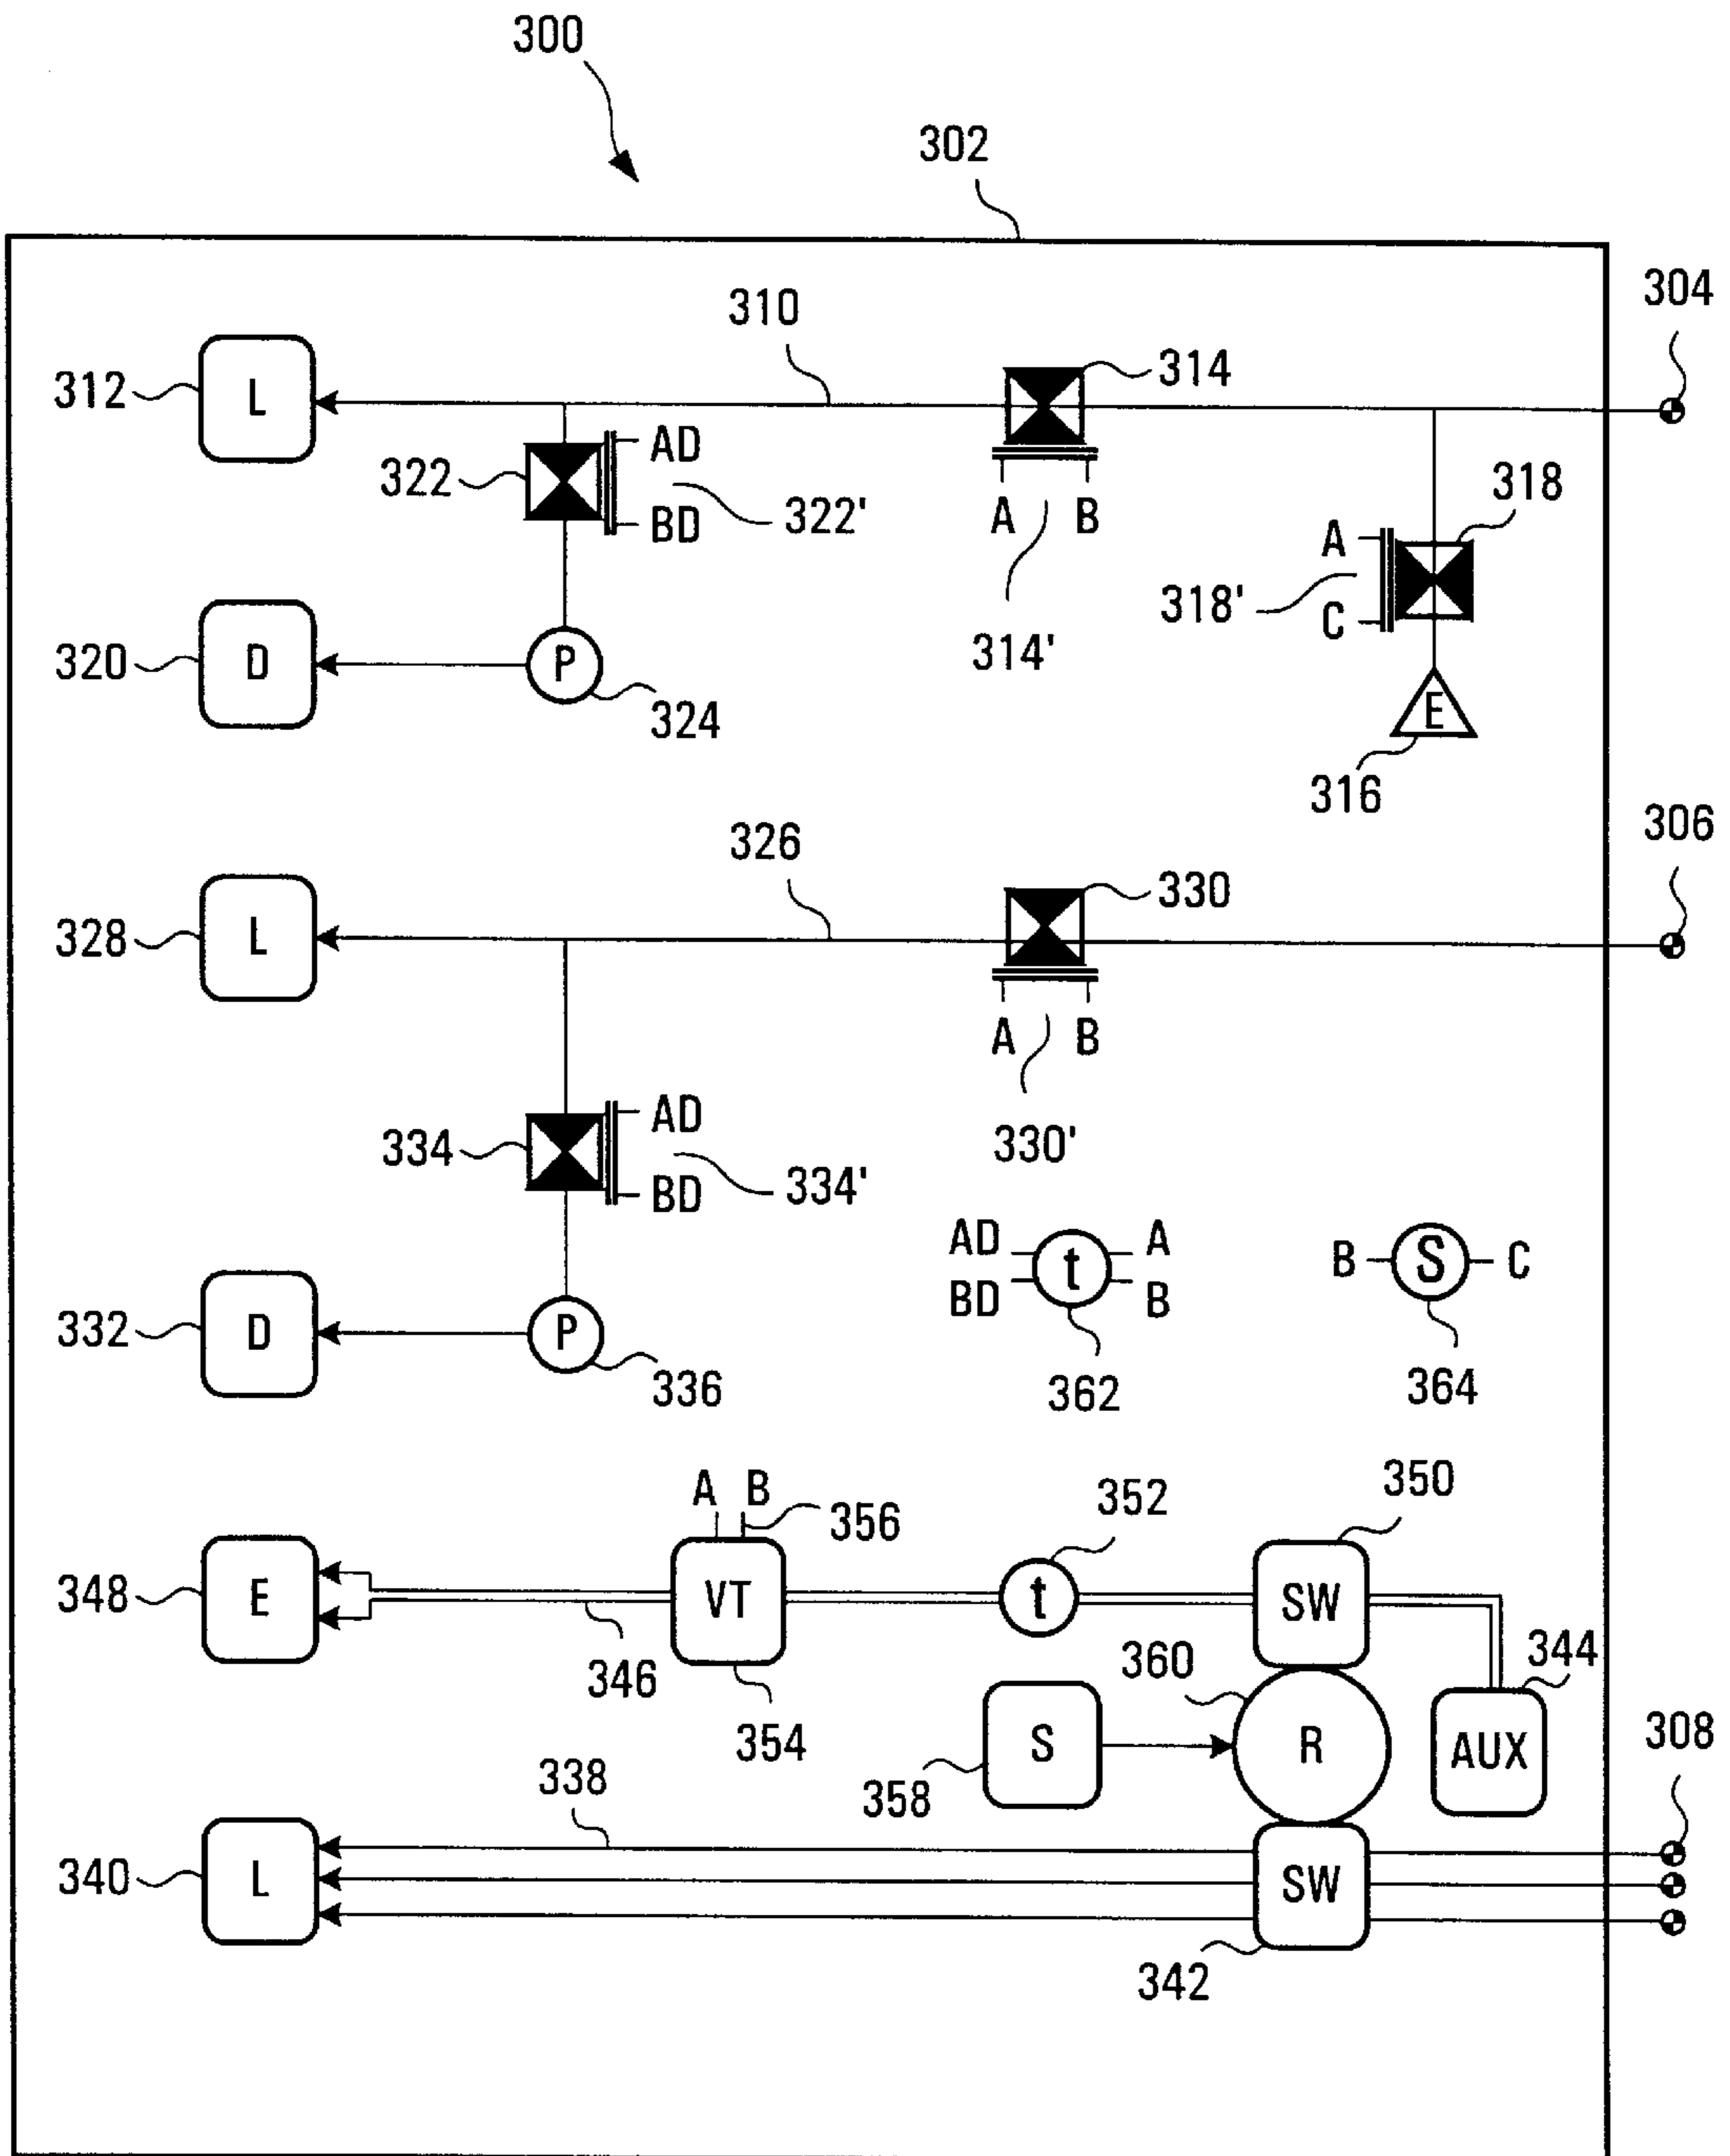 300
302
304
310
312
L
314
322
AD
BD
322'
A B
314'
318
A
C
318'
320
D
P
324
E
316
306
326
328
L
330
A B
330'
334
AD
BD
334'
AD
BD
t
A
B
362
B
S
C
364
332
D
P
336
A B
356
352
350
348
E
VT
t
SW
346
354
360
344
S
358
R
AUX
308
338
340
L
SW
342